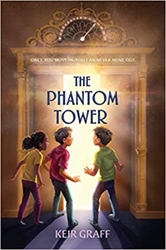 ONCE YOU MOVE IN, YOU CAN NEVER MOVE OUT.
THE
PHANTOM
TOWER
KEIR GRAFF